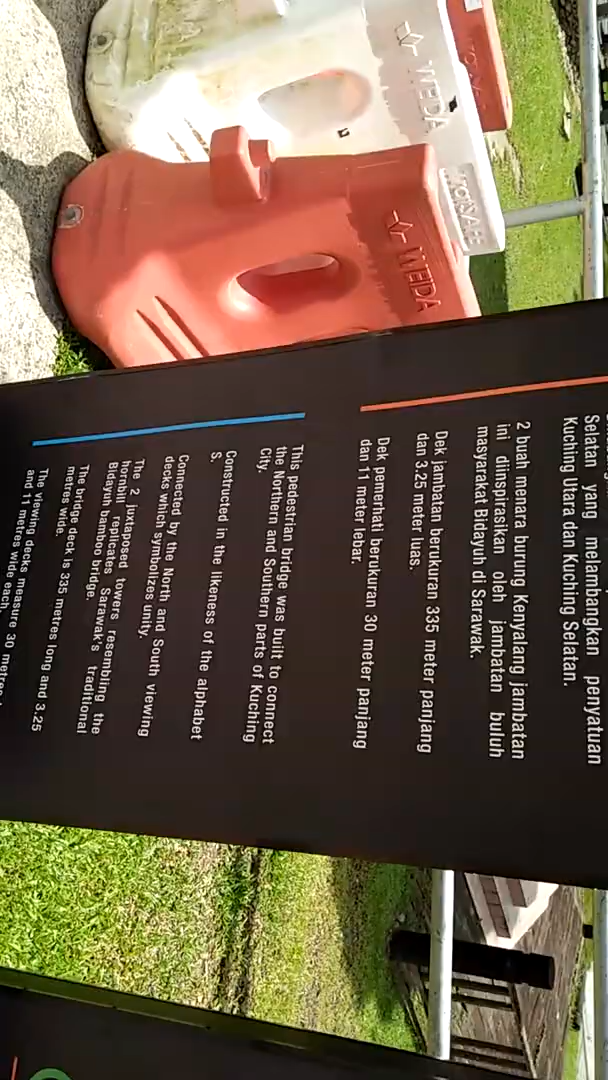 Selatan yang melambangkan penyatuan
Kuching Utara dan Kuching Selatan.
2 buah menara burung Kenyalang jambatan
ini diinspirasikan oleh jambatan buluh
masyarakat Bidayuh di Sarawak.
Dek jambatan berukuran 335 meter panjang
dan 3.25 meter luas.
Dek pemerhati berukuran 30 meter panjang
dan 11 meter lebar.
This pedestrian bridge was built to connect
the Northern and Southern parts of Kuching
City.
Constructed in the likeness of the alphabet
S.
Connected by the North and South viewing
decks which symbolizes unity.
The 2 juxtaposed towers resembling the
hornbill replicates Sarawak's traditional
Bidayuh bamboo bridge.
The bridge deck is 335 metres long and 3.25
metres wide.
The viewing decks measure 30 metres
and 11 metres wide each.
WEDA
WEDA